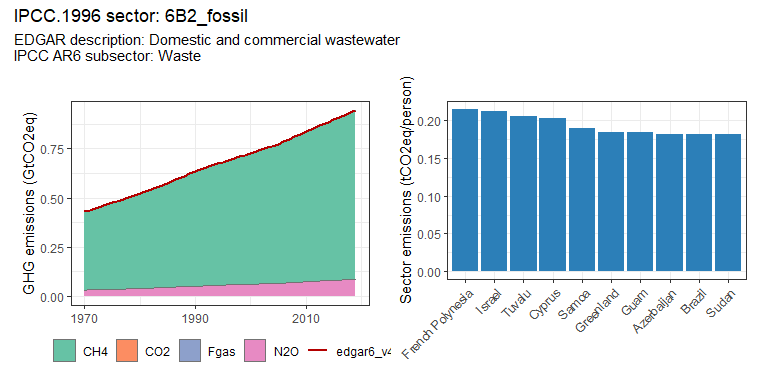 IPCC.1996 sector: 6B2_fossil
EDGAR description: Domestic and commercial wastewater
IPCC AR6 subsector: Waste
GHG emissions (GtCO2eq)
0.75
0.50
0.25
0.00
1970
1990
2010
CH4
CO2
Fgas
N2O
edgar6_v4
Sector emissions (tCO2eq/person)
0.20
0.15
0.10
0.05
0.00
French Polynesia
Israel
Tuvalu
Cyprus
Samoa
Greenland
Guam
Azerbaijan
Brazil
Sudan